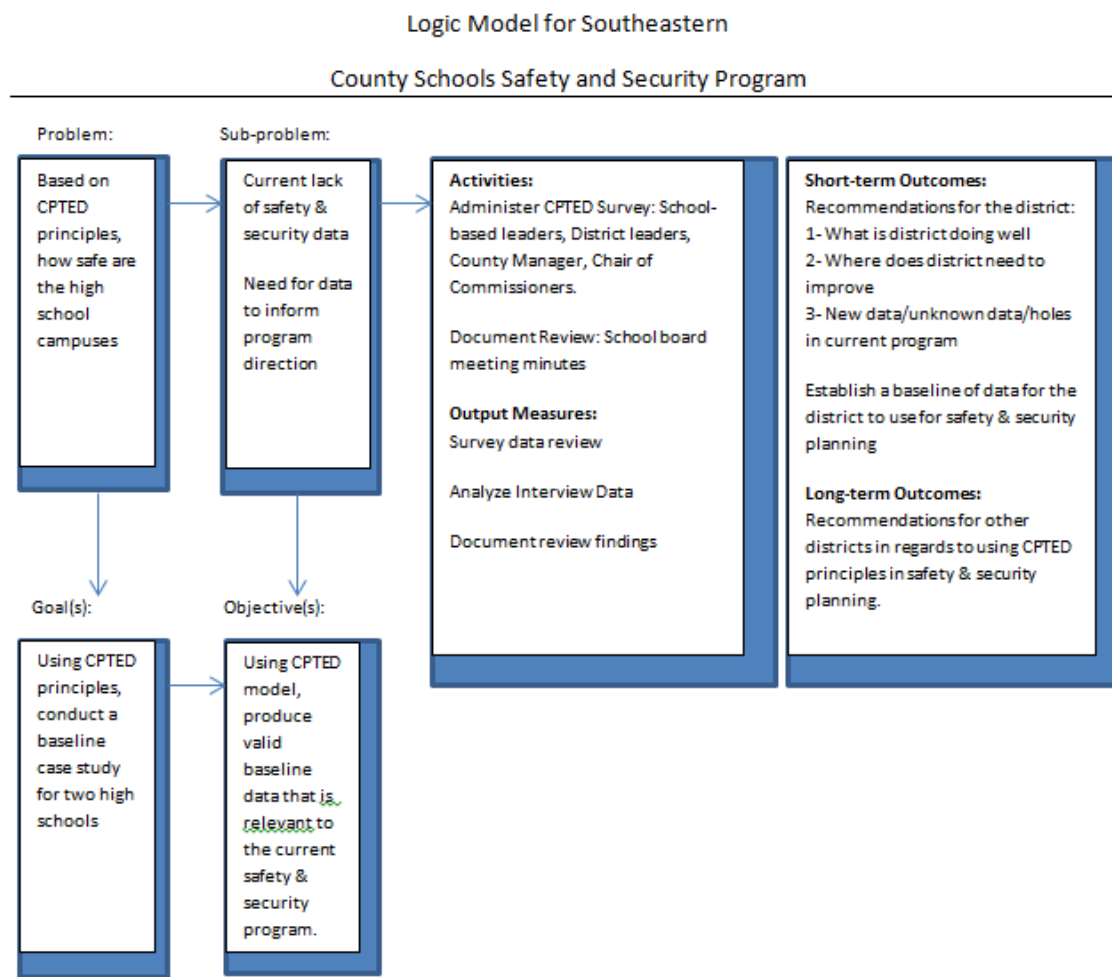 Logic Model for Southeastern
County Schools Safety and Security Program
Problem:
Based on
CPTED
principles,
how safe are
the high
school
campuses
Sub-problem:
Current lack
of safety &
security data
Need for data
to inform
program
direction
Activities:
Administer CPTED Survey: School-
based leaders, District leaders,
County Manager, Chair of
Commissioners.
Document Review: School board
meeting minutes
Output Measures:
Survey data review
Analyze Interview Data
Document review findings
Short-term Outcomes:
Recommendations for the district:
1- What is district doing well
2- Where does district need to
improve
3- New data/unknown data/holes
in current program
Establish a baseline of data for the
district to use for safety & security
planning
Long-term Outcomes:
Recommendations for other
districts in regards to using CPTED
principles in safety & security
planning.
Goal(s):
Using CPTED
principles,
conduct a
baseline
case study
for two high
schools
Objective(s):
Using CPTED
model,
produce
valid
baseline
data that is
relevant to
the current
safety &
security
program.